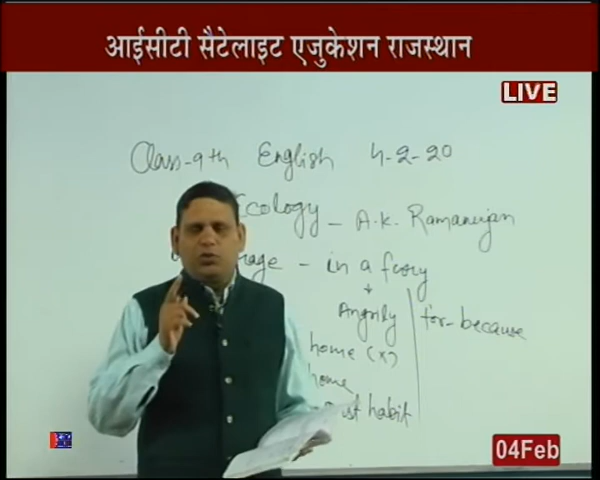 आईसीटी सैटेलाइट एजुकेशन राजस्थान
LIVE
Class-9th English 4-2-20
Ecology - A.K. Ramanujan
rage - in a fury
Angrily
for- because
home (x)
home
habit
04Feb